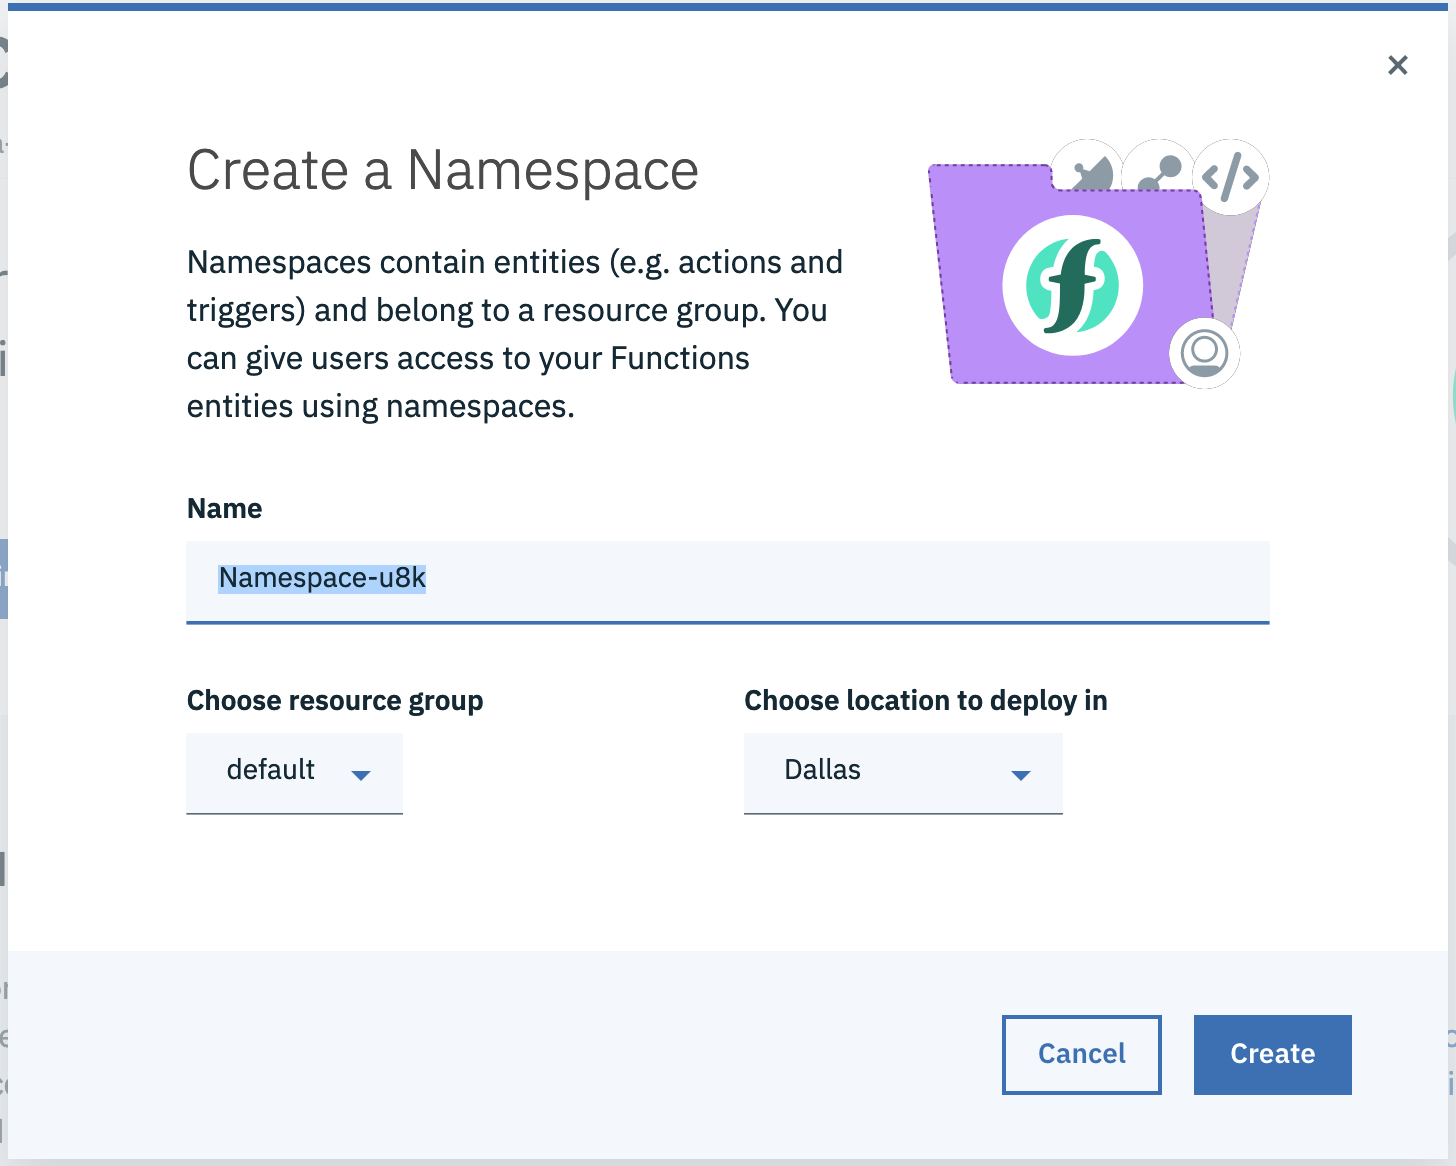 Create a Namespace
Namespaces contain entities (e.g. actions and
triggers) and belong to a resource group. You
can give users access to your Functions
entities using namespaces.
Name
Namespace-u8k
Choose resource group
Choose location to deploy in
default
Dallas
Cancel
Create